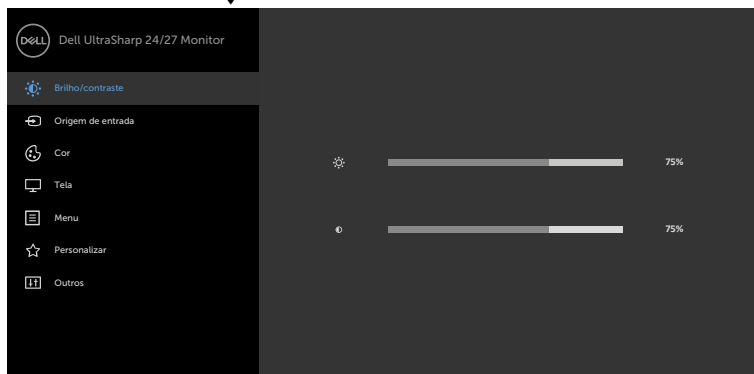 DELL
Dell UltraSharp 24/27 Monitor
Brilho/contraste
Origem de entrada
Cor
Tela
Menu
Personalizar
Outros
75%
75%